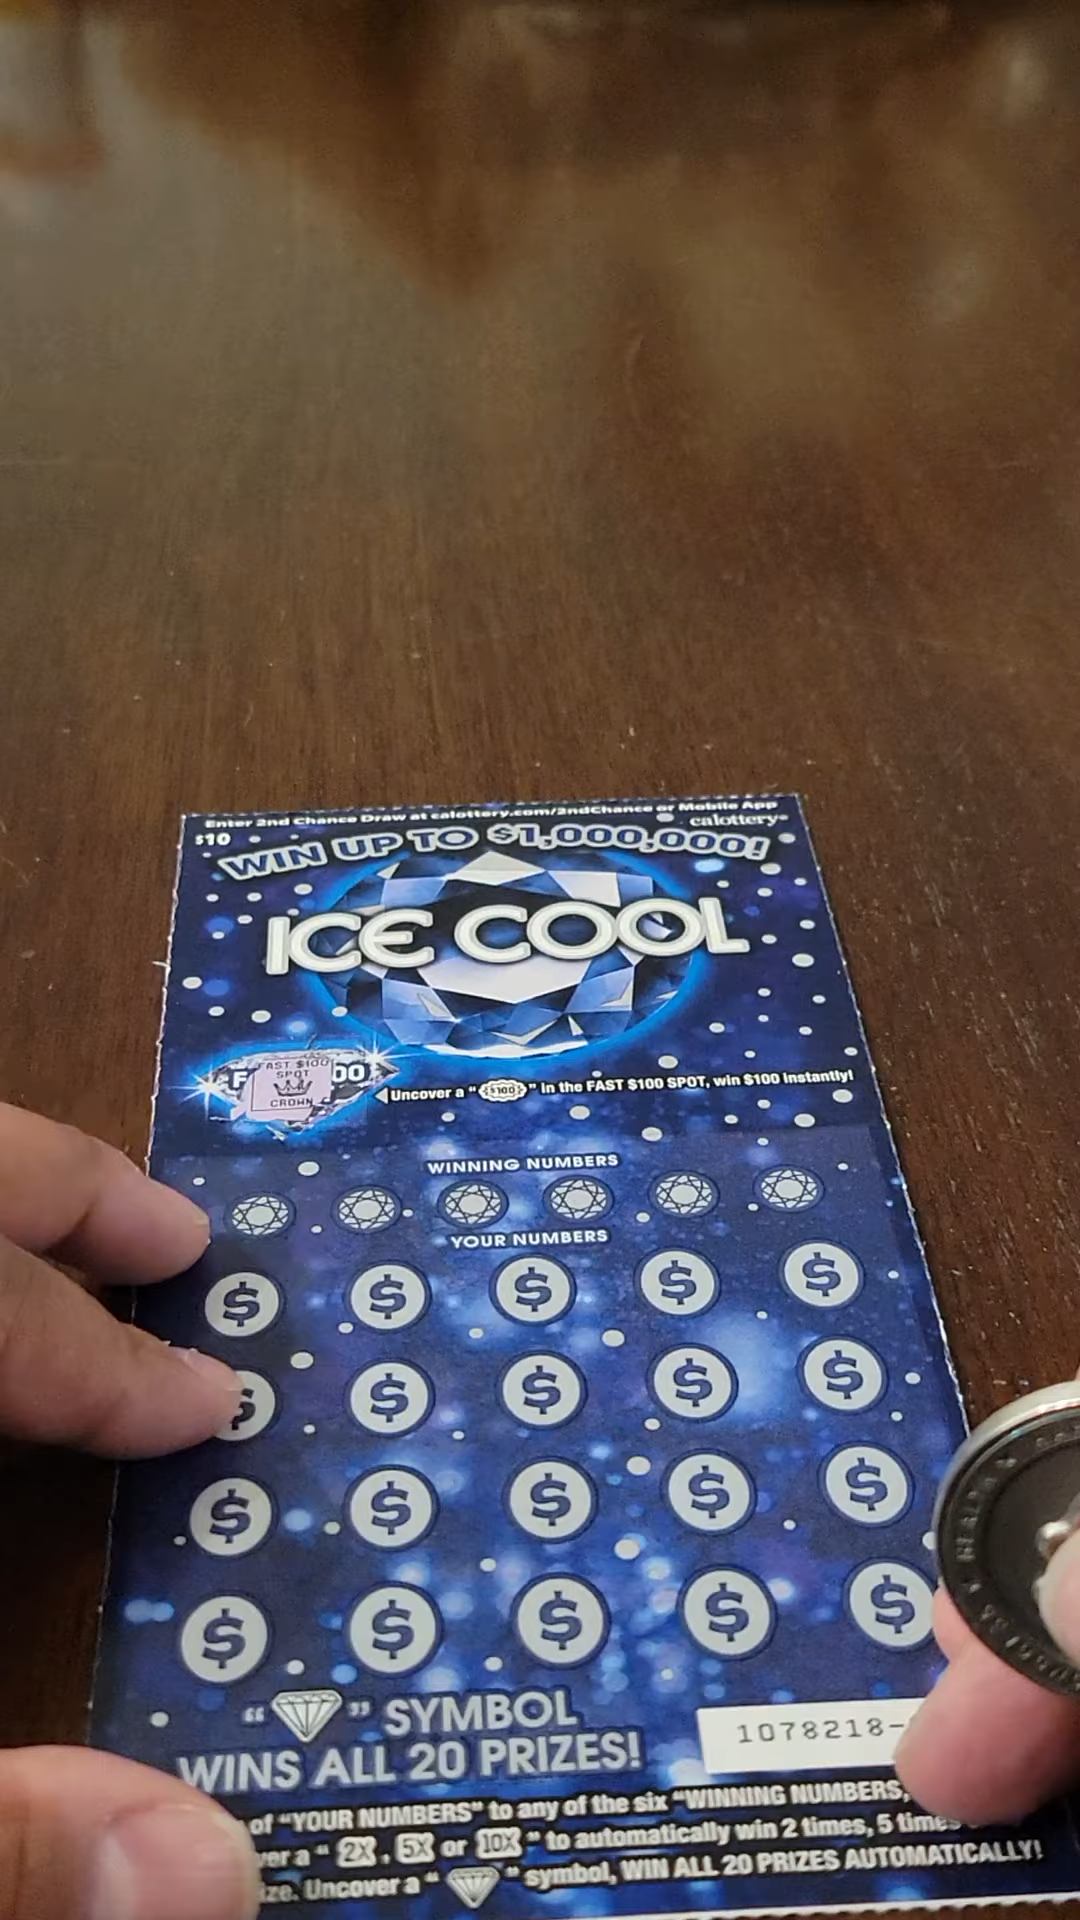 Enter 2nd Chance Draw at calottery.com/2ndChance or Mobile App
$10
calottery
WIN UP TO $1,000,000!
ICE COOL
FAST $100
SPOT
CROWN
F
00
Uncover a "$100" in the FAST $100 SPOT, win $100 instantly!
WINNING NUMBERS
YOUR NUMBERS
$ $ $ $ $
$ $ $ $ $
$ $ $ $ $
$ $ $ $ $
" " SYMBOL
WINS ALL 20 PRIZES!
1078218-
of "YOUR NUMBERS" to any of the six "WINNING NUMBERS,
a "2X, 5X or 10X" to automatically win 2 times, 5 times
Uncover a " " symbol, WIN ALL 20 PRIZES AUTOMATICALLY!